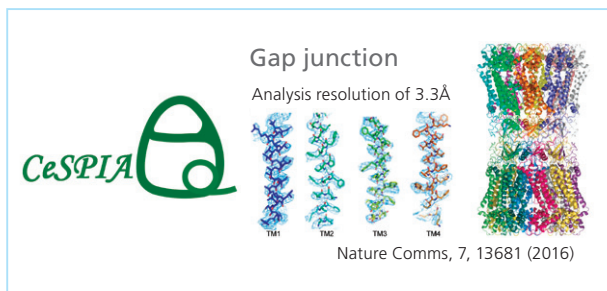 Gap junction
Analysis resolution of 3.3Å
CeSPIA
TM1 TM2 TM3 TM4
Nature Comms, 7, 13681 (2016)